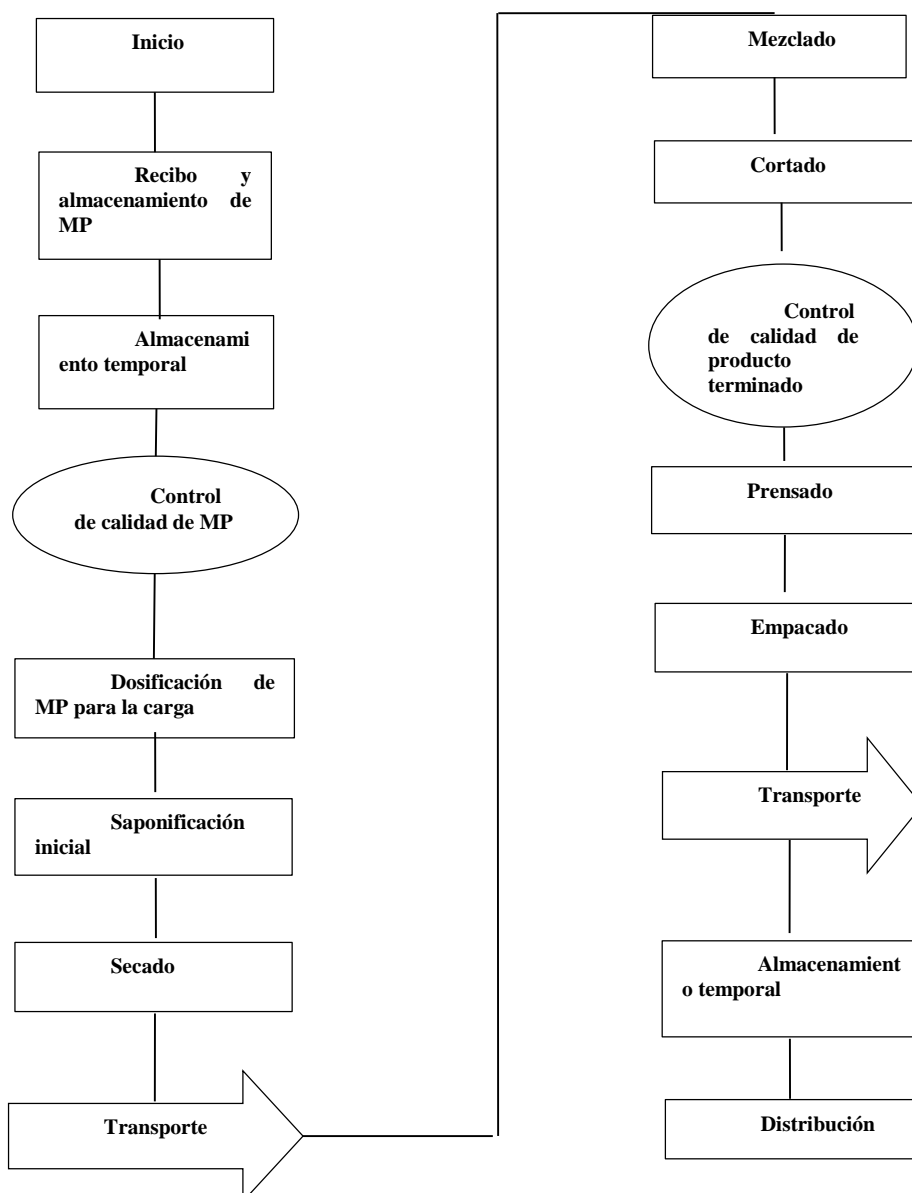 Inicio
Recibo y
almacenamiento de
MP
Almacenami
ento temporal
Control
de calidad de MP
Dosificación de
MP para la carga
Saponificación
inicial
Secado
Transporte
Mezclado
Cortado
Control
de calidad de
producto
terminado
Prensado
Empacado
Transporte
Almacenamient
o temporal
Distribución